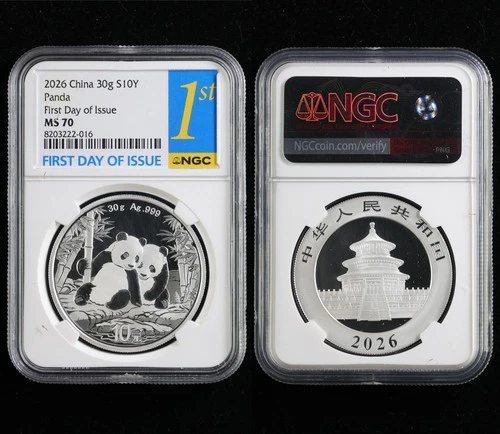 2026 China 30g S10Y
Panda
First Day of Issue
MS 70
8203222-016
FIRST DAY OF ISSUE
1st
NGC
30g Ag.999
10元
NGC
NGCcoin.com/verify
PNG
中华人民共和国
2026